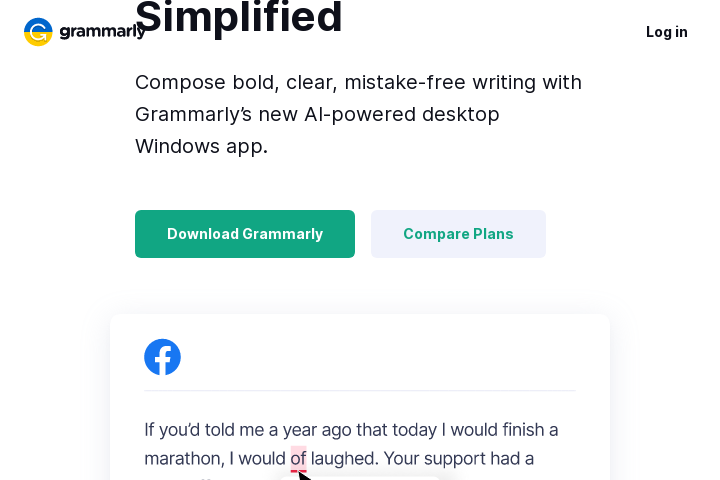 Simplified
grammarly
Log in
Compose bold, clear, mistake-free writing with
Grammarly’s new AI-powered desktop
Windows app.
Download Grammarly
Compare Plans
If you’d told me a year ago that today I would finish a
marathon, I would of laughed. Your support had a